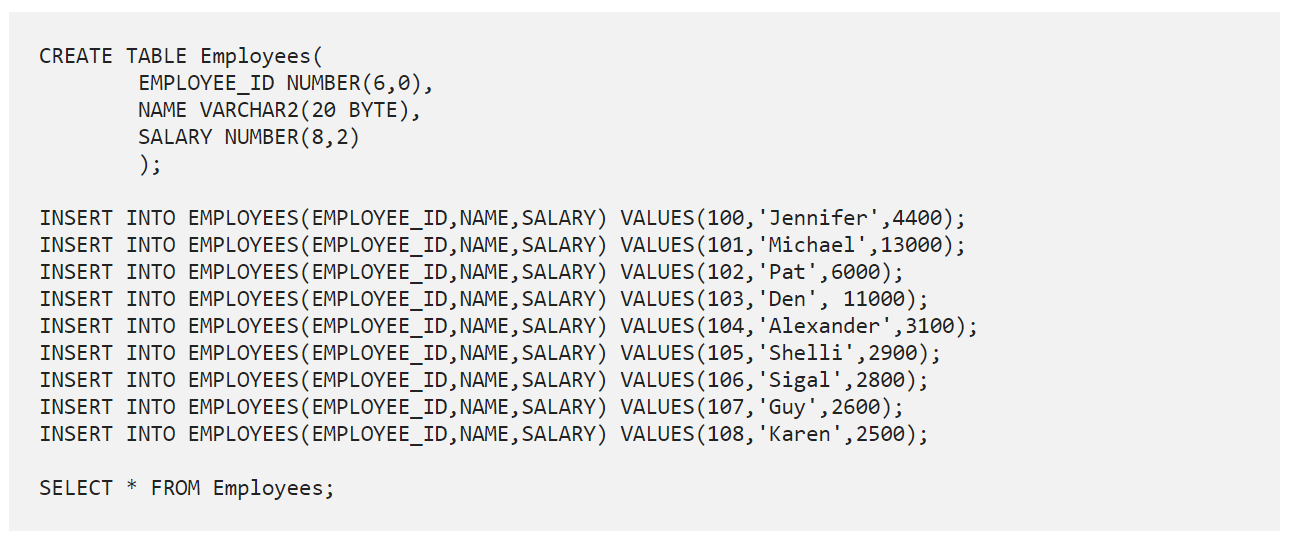 CREATE TABLE Employees(
EMPLOYEE_ID NUMBER(6,0),
NAME VARCHAR2(20 BYTE),
SALARY NUMBER(8,2)
);
INSERT INTO EMPLOYEES(EMPLOYEE_ID,NAME,SALARY) VALUES(100,'Jennifer',4400);
INSERT INTO EMPLOYEES(EMPLOYEE_ID,NAME,SALARY) VALUES(101,'Michael',13000);
INSERT INTO EMPLOYEES(EMPLOYEE_ID,NAME,SALARY) VALUES(102,'Pat',6000);
INSERT INTO EMPLOYEES(EMPLOYEE_ID,NAME,SALARY) VALUES(103,'Den', 11000);
INSERT INTO EMPLOYEES(EMPLOYEE_ID,NAME,SALARY) VALUES(104,'Alexander',3100);
INSERT INTO EMPLOYEES(EMPLOYEE_ID,NAME,SALARY) VALUES(105,'Shelli',2900);
INSERT INTO EMPLOYEES(EMPLOYEE_ID,NAME,SALARY) VALUES(106,'Sigal',2800);
INSERT INTO EMPLOYEES(EMPLOYEE_ID,NAME,SALARY) VALUES(107,'Guy',2600);
INSERT INTO EMPLOYEES(EMPLOYEE_ID,NAME,SALARY) VALUES(108,'Karen',2500);
SELECT * FROM Employees;